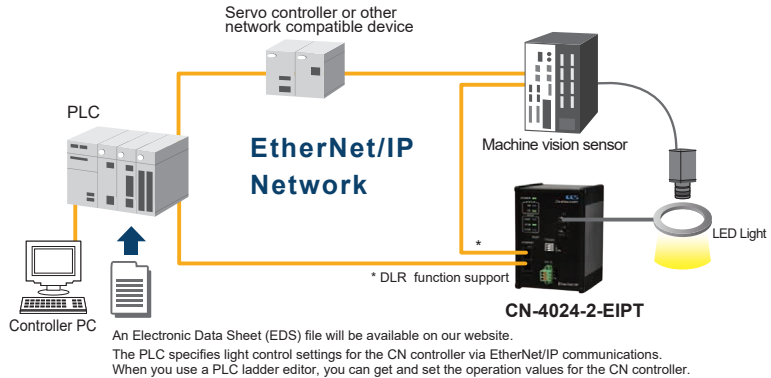 Servo controller or other
network compatible device
PLC
EtherNet/IP
Network
Machine vision sensor
LED Light
*
* DLR function support
CN-4024-2-EIPT
Controller PC
An Electronic Data Sheet (EDS) file will be available on our website.
The PLC specifies light control settings for the CN controller via EtherNet/IP communications.
When you use a PLC ladder editor, you can get and set the operation values for the CN controller.